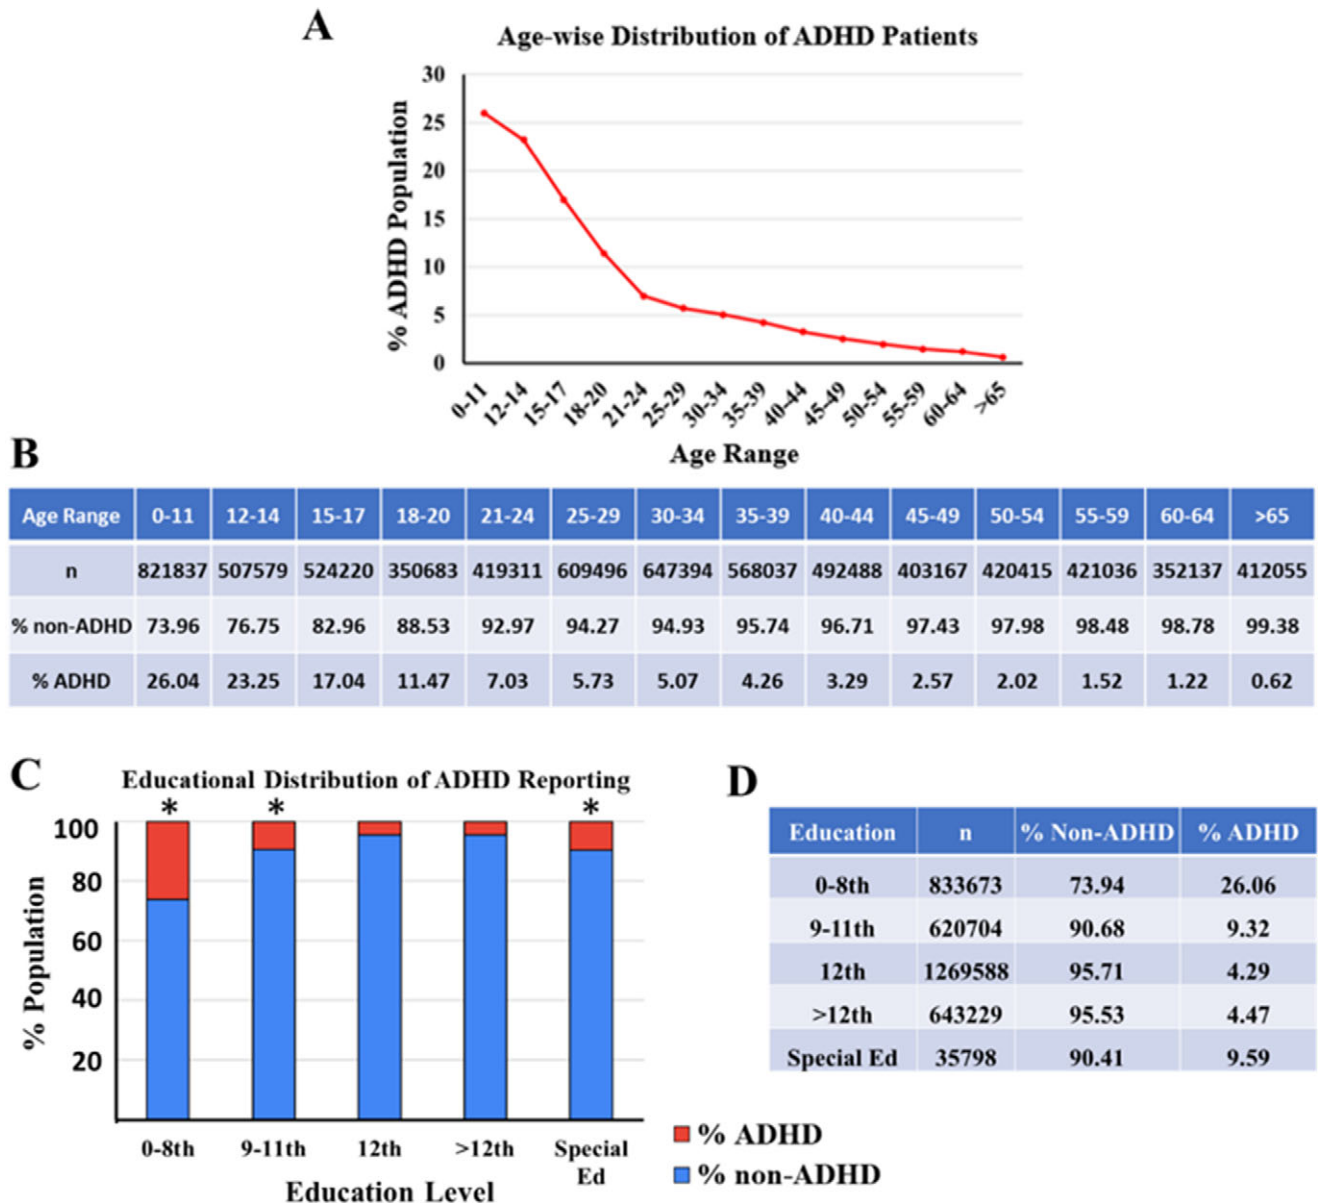 A
Age-wise Distribution of ADHD Patients
% ADHD Population
30
25
20
15
10
5
0
0-11 12-14 15-17 18-20 21-24 25-29 30-34 35-39 40-44 45-49 50-54 55-59 60-64 >65
Age Range
B
Age Range 0-11 12-14 15-17 18-20 21-24 25-29 30-34 35-39 40-44 45-49 50-54 55-59 60-64 >65
n 821837 507579 524220 350683 419311 609496 647394 568037 492488 403167 420415 421036 352137 412055
% non-ADHD 73.96 76.75 82.96 88.53 92.97 94.27 94.93 95.74 96.71 97.43 97.98 98.48 98.78 99.38
% ADHD 26.04 23.25 17.04 11.47 7.03 5.73 5.07 4.26 3.29 2.57 2.02 1.52 1.22 0.62
C
Educational Distribution of ADHD Reporting
* * *
% Population
100
80
60
40
20
0-8th 9-11th 12th >12th Special
Ed
Education Level
% ADHD
% non-ADHD
D
Education n % Non-ADHD % ADHD
0-8th 833673 73.94 26.06
9-11th 620704 90.68 9.32
12th 1269588 95.71 4.29
>12th 643229 95.53 4.47
Special Ed 35798 90.41 9.59